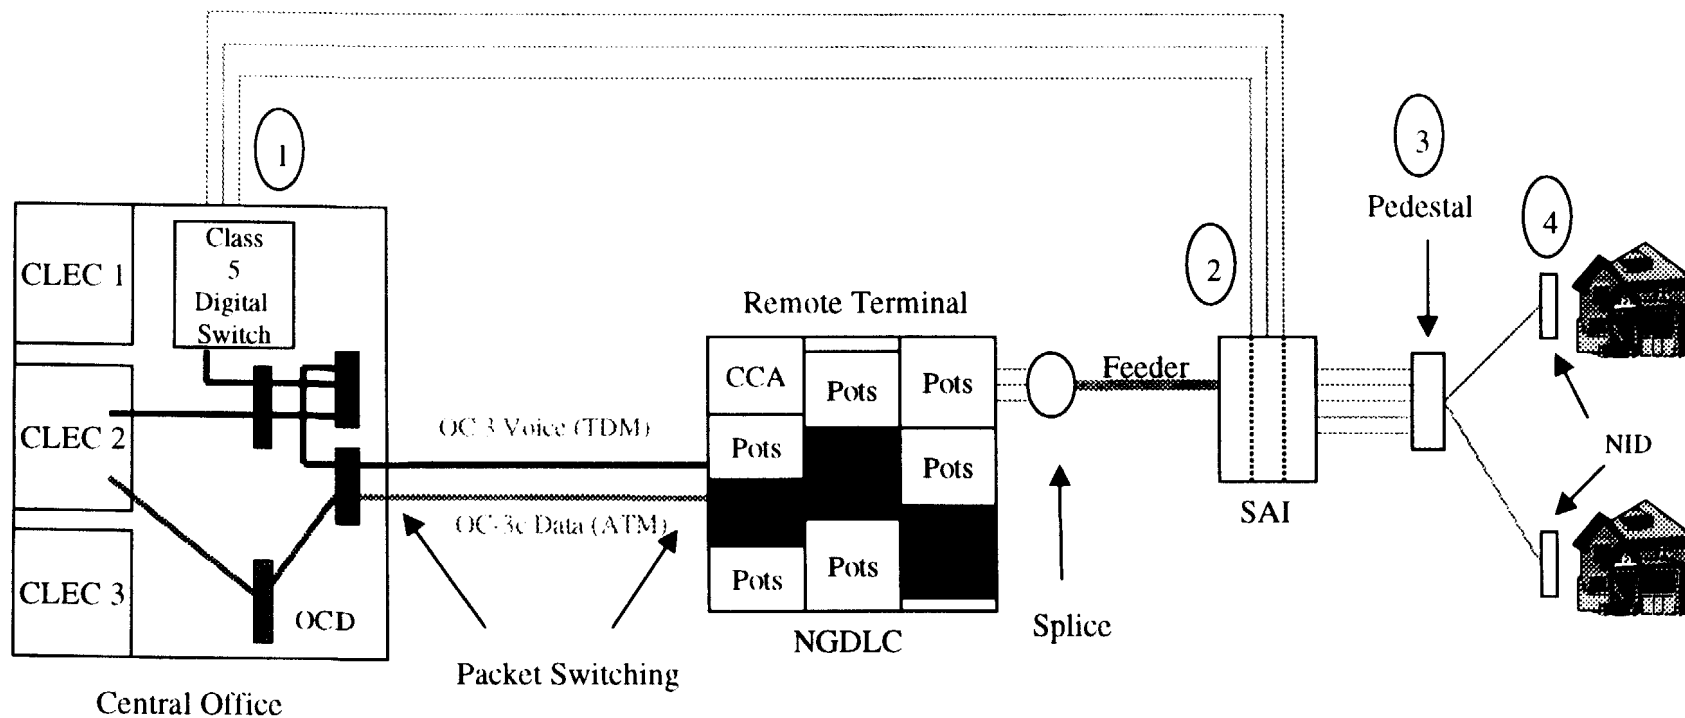 1
3
Pedestal
4
2
Class
5
Digital
Switch
CLEC 1
Remote Terminal
CCA
Pots
Pots
Feeder
CLEC 2
OC-3 Voice (TDM)
Pots
Pots
NID
SAI
OC-3c Data (ATM)
Pots
Pots
CLEC 3
OCD
Splice
NGDLC
Packet Switching
Central Office